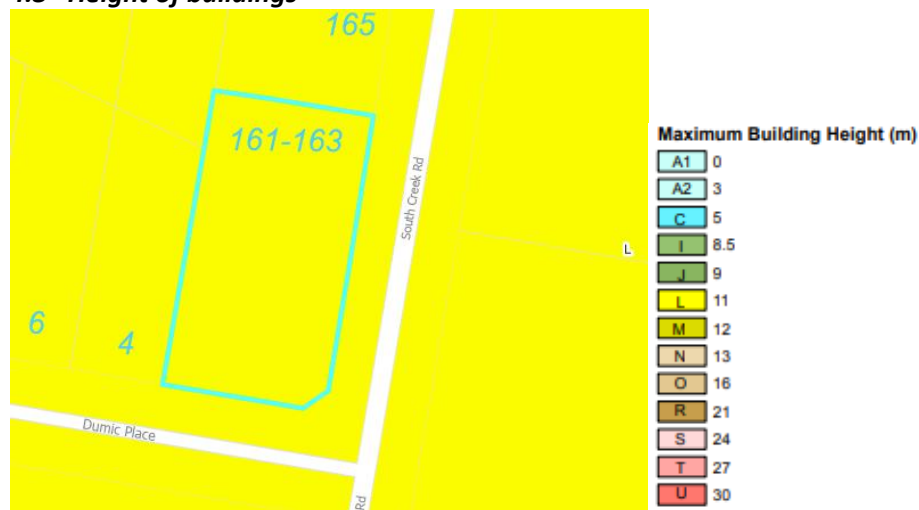 4.3 Height of buildings
165
161-163
South Creek Rd
L
6
4
Dumic Place
Rd
Maximum Building Height (m)
A1 0
A2 3
C 5
I 8.5
J 9
L 11
M 12
N 13
O 16
R 21
S 24
T 27
U 30